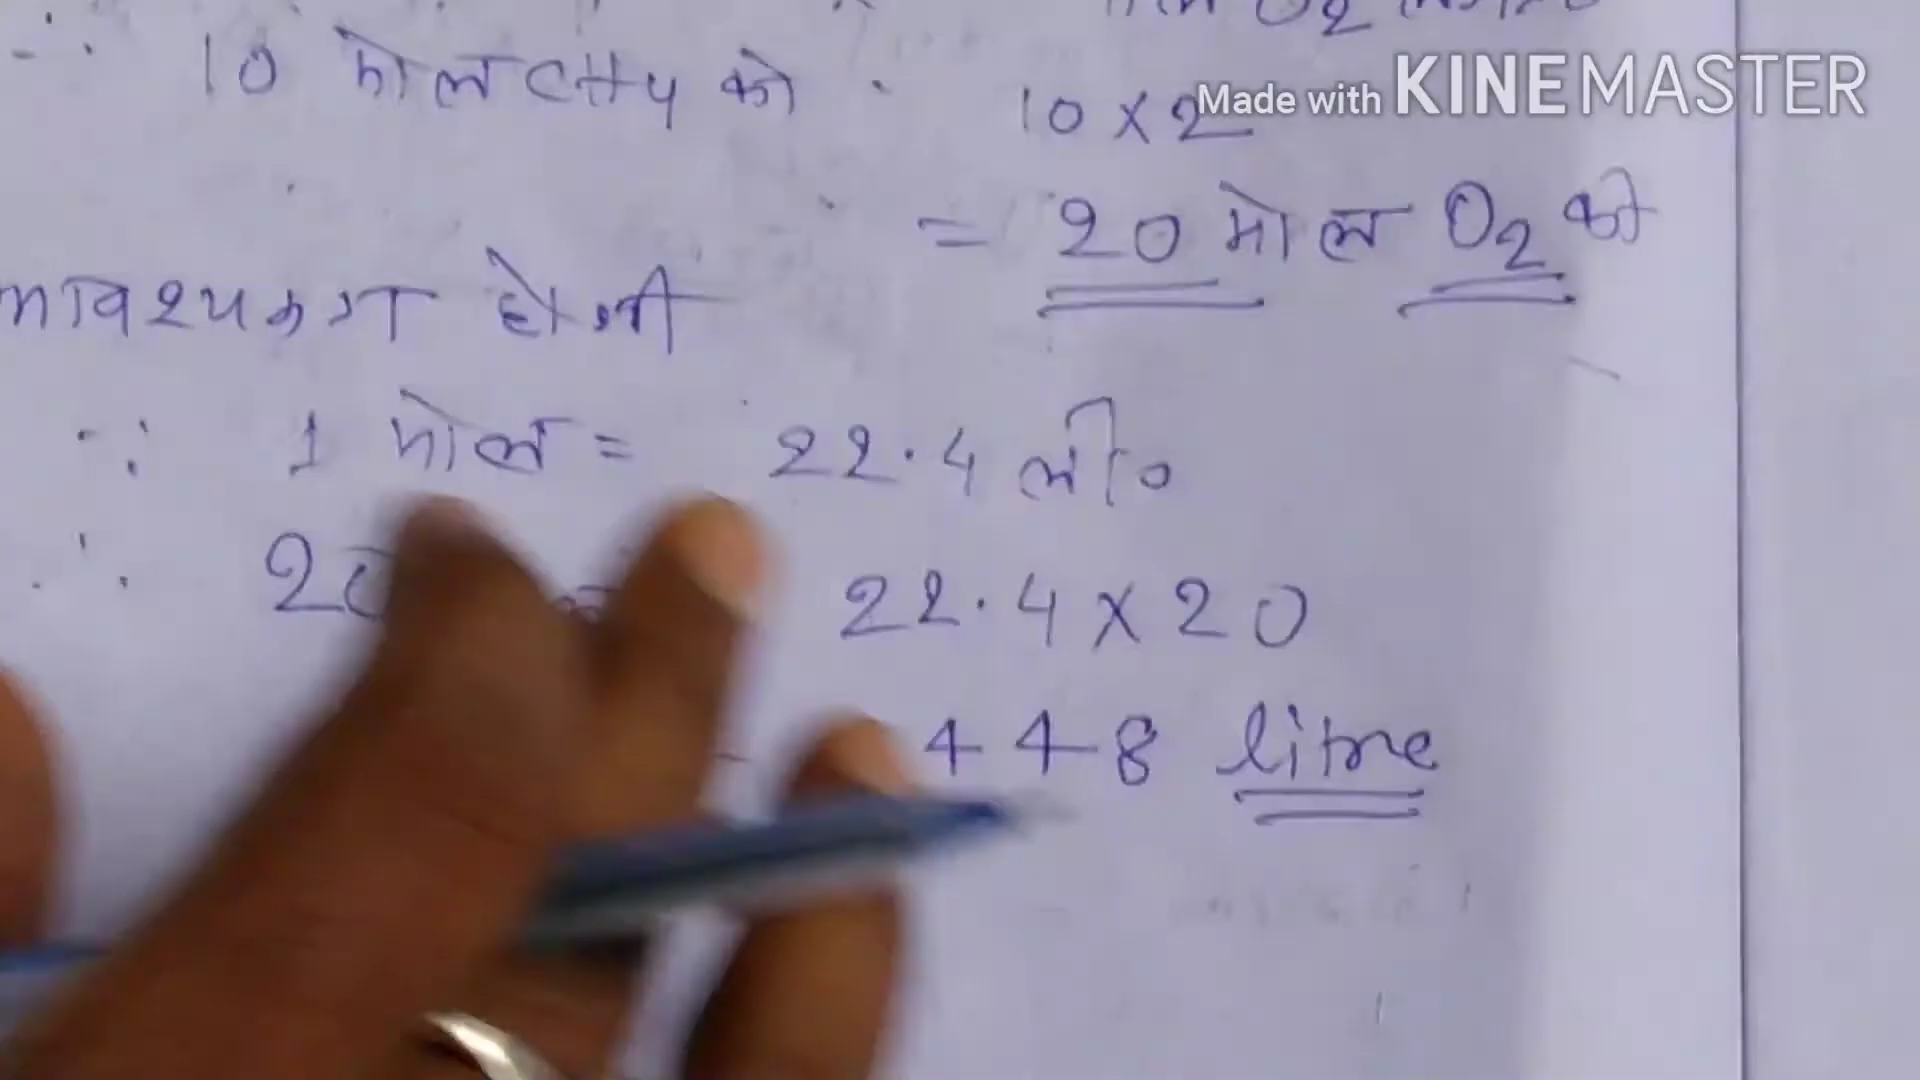 O2
∵ 10 मोल CH4 को 10 × 2
Made with KINEMASTER
= 20 मोल O2 की
आवश्यकता होगी
∵ 1 मोल = 22.4 ली०
∴ 20 22.4 × 20
448 litre